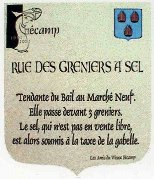 Fécamp
RUE DES GRENIERS A SEL
Tendante du Bail au Marché Neuf.
Elle passe devant 3 greniers.
Le sel, qui n'est pas en vente libre,
est alors soumis à la taxe de la gabelle.
Les Amis du Vieux Fécamp